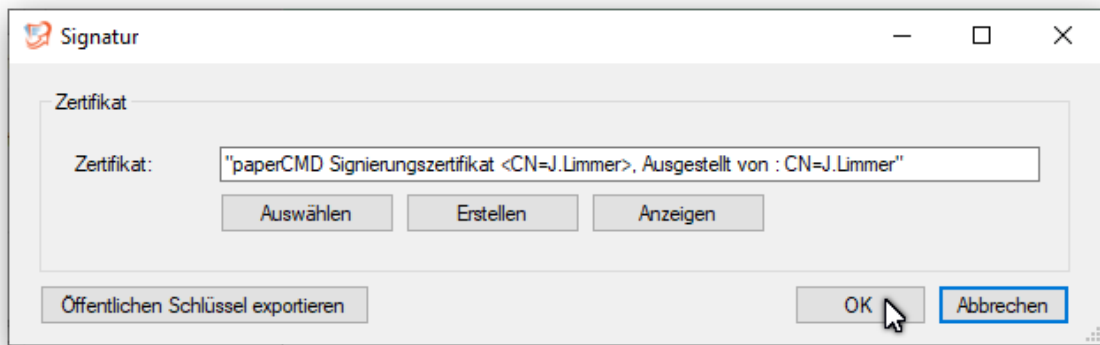 Signatur
Zertifikat
Zertifikat:
"paperCMD Signierungszertifikat <CN=J.Limmer>, Ausgestellt von : CN=J.Limmer"
Auswählen Erstellen Anzeigen
Öffentlichen Schlüssel exportieren OK Abbrechen